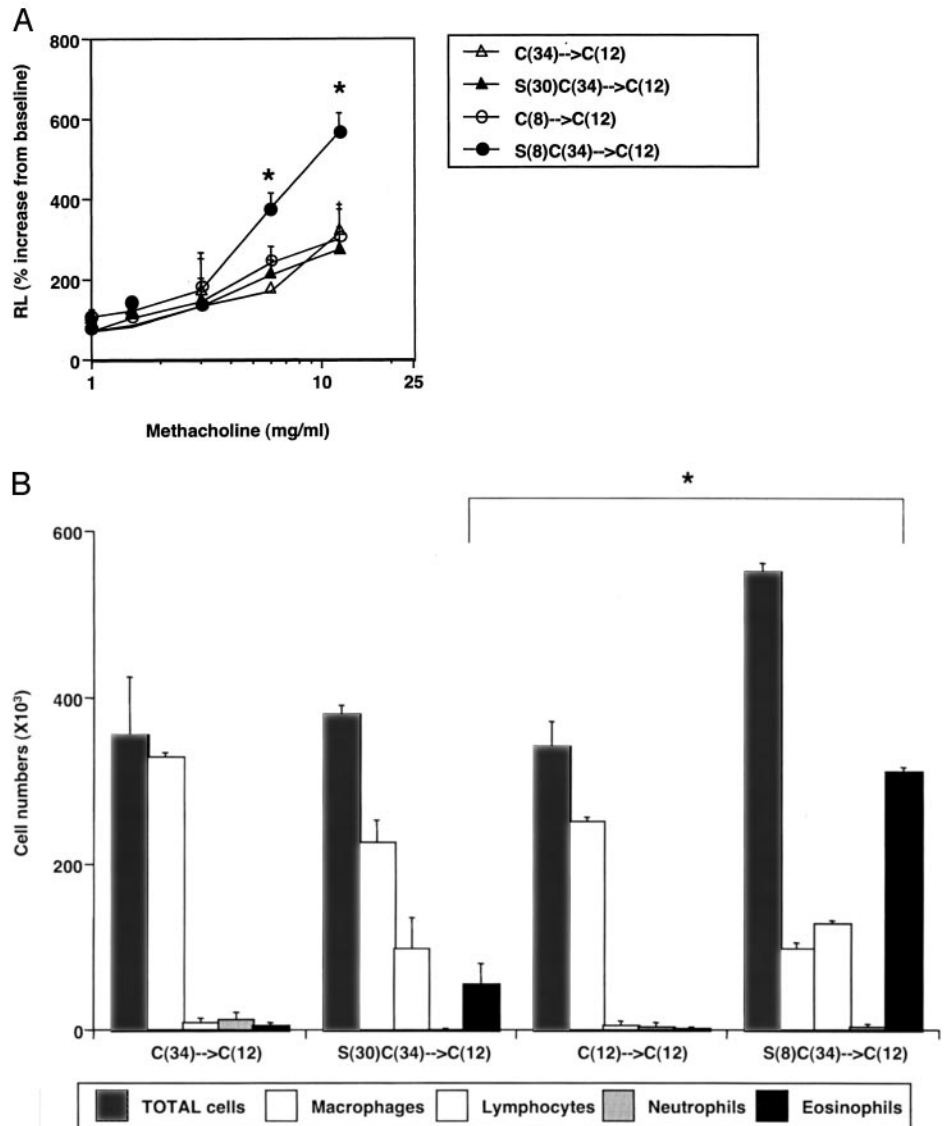 A
800
600
400
200
0
RL (% increase from baseline)
*
*
1
10
25
Methacholine (mg/ml)
C(34)-->C(12)
S(30)C(34)-->C(12)
C(8)-->C(12)
S(8)C(34)-->C(12)
B
*
600
400
200
0
Cell numbers (X10³)
C(34)-->C(12) S(30)C(34)-->C(12) C(12)-->C(12) S(8)C(34)-->C(12)
TOTAL cells Macrophages Lymphocytes Neutrophils Eosinophils